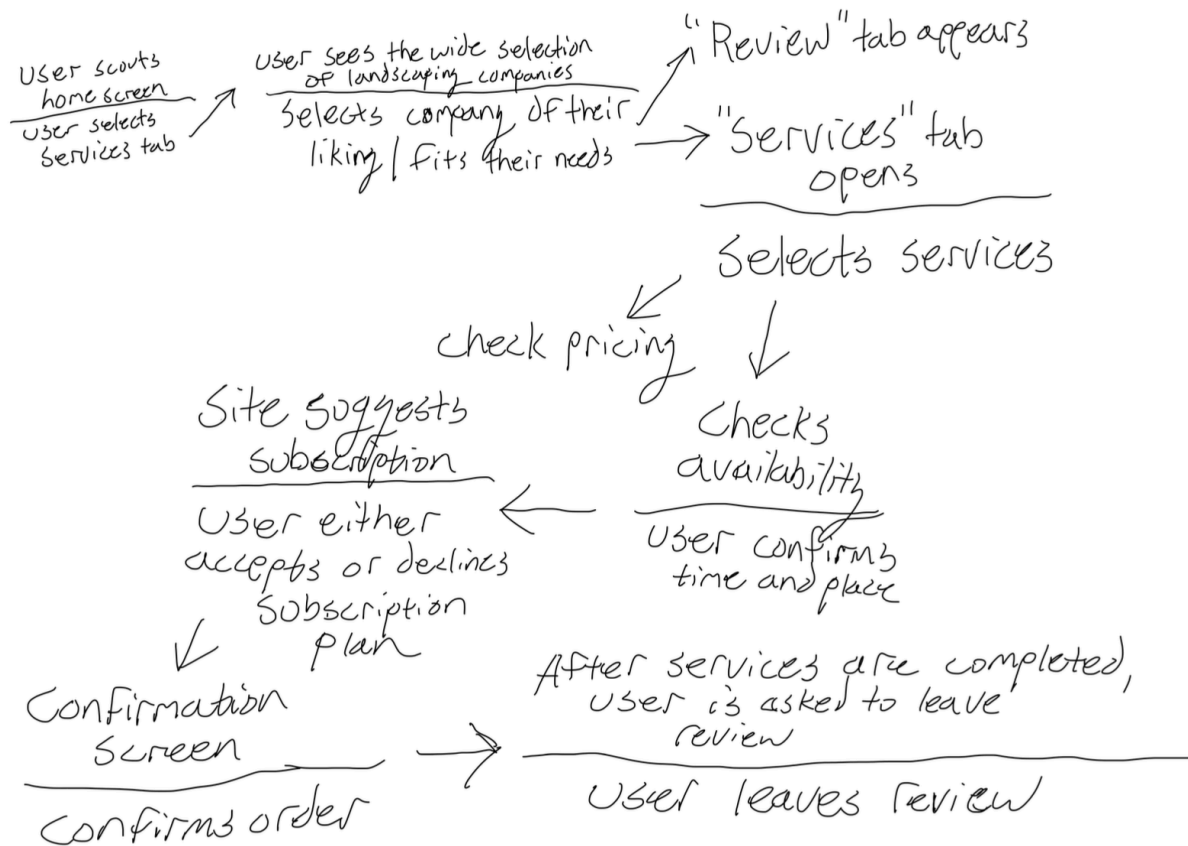 User scouts
home screen
User selects
services tab
User sees the wide selection
of landscaping companies
Selects company of their
liking / fits their needs
"Review" tab appears
"Services" tab
opens
Selects services
Check pricing
Checks
availability
User confirms
time and place
Site suggests
subscription
User either
accepts or declines
subscription
plan
Confirmation
screen
Confirms order
After services are completed,
user is asked to leave
review
User leaves review